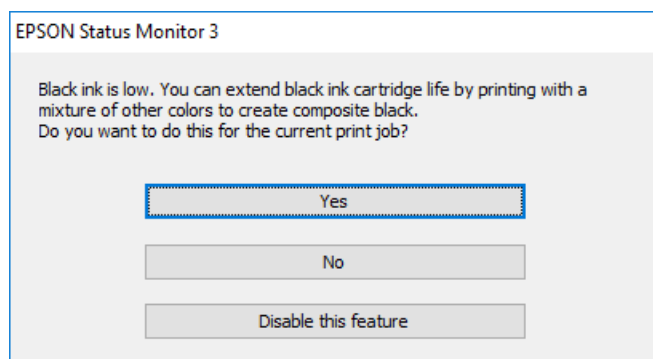 EPSON Status Monitor 3
Black ink is low. You can extend black ink cartridge life by printing with a
mixture of other colors to create composite black.
Do you want to do this for the current print job?
Yes
No
Disable this feature